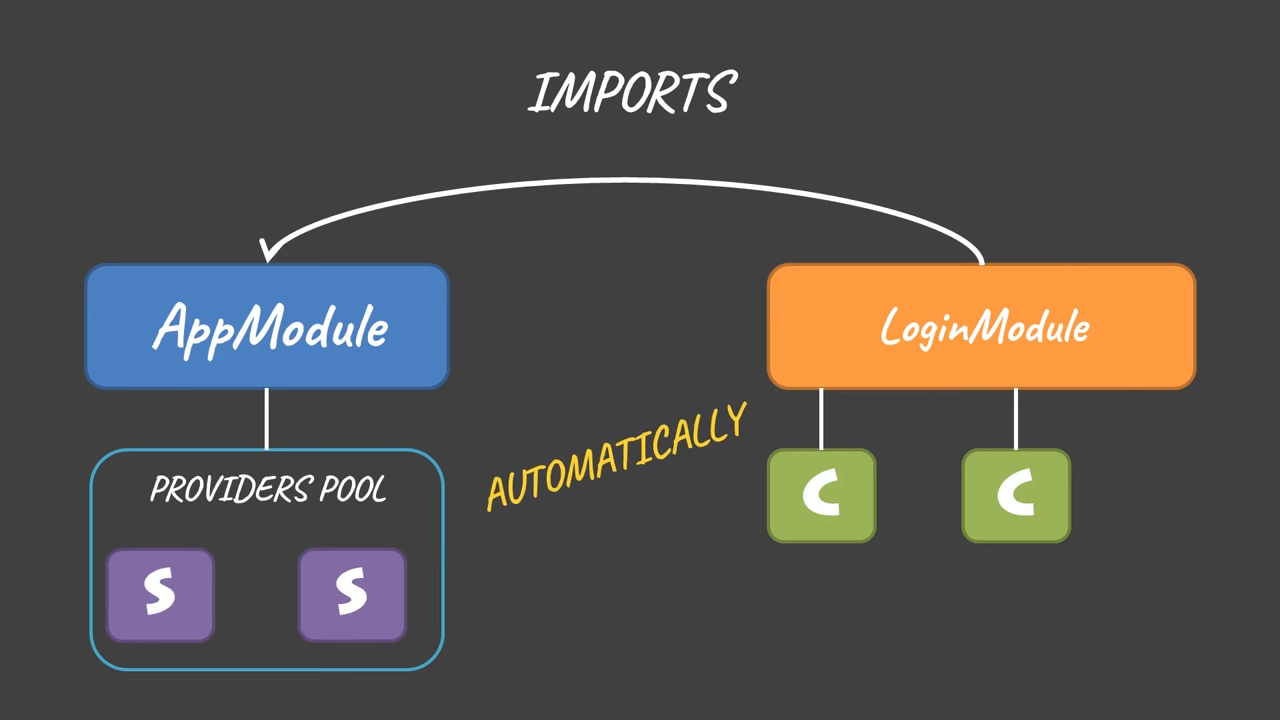 IMPORTS
AppModule
LoginModule
AUTOMATICALLY
PROVIDERS POOL
C
C
S
S